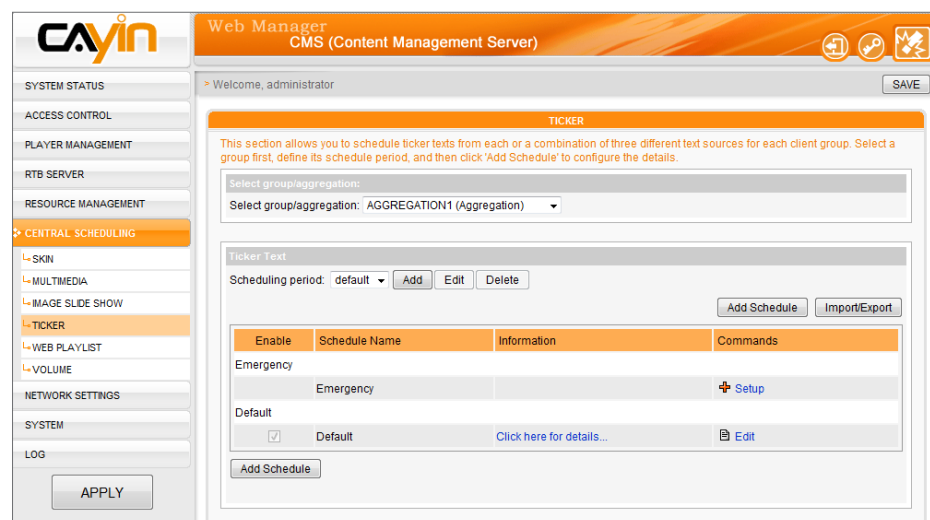 CAyin
Web Manager
CMS (Content Management Server)
SYSTEM STATUS
ACCESS CONTROL
PLAYER MANAGEMENT
RTB SERVER
RESOURCE MANAGEMENT
CENTRAL SCHEDULING
SKIN
MULTIMEDIA
IMAGE SLIDE SHOW
TICKER
WEB PLAYLIST
VOLUME
NETWORK SETTINGS
SYSTEM
LOG
APPLY
> Welcome, administrator
SAVE
TICKER
This section allows you to schedule ticker texts from each or a combination of three different text sources for each client group. Select a
group first, define its schedule period, and then click 'Add Schedule' to configure the details.
Select group/aggregation:
Select group/aggregation: AGGREGATION1 (Aggregation)
Ticker Text
Scheduling period: default Add Edit Delete
Add Schedule Import/Export
Enable Schedule Name Information Commands
Emergency
Emergency Setup
Default
Default Click here for details... Edit
Add Schedule